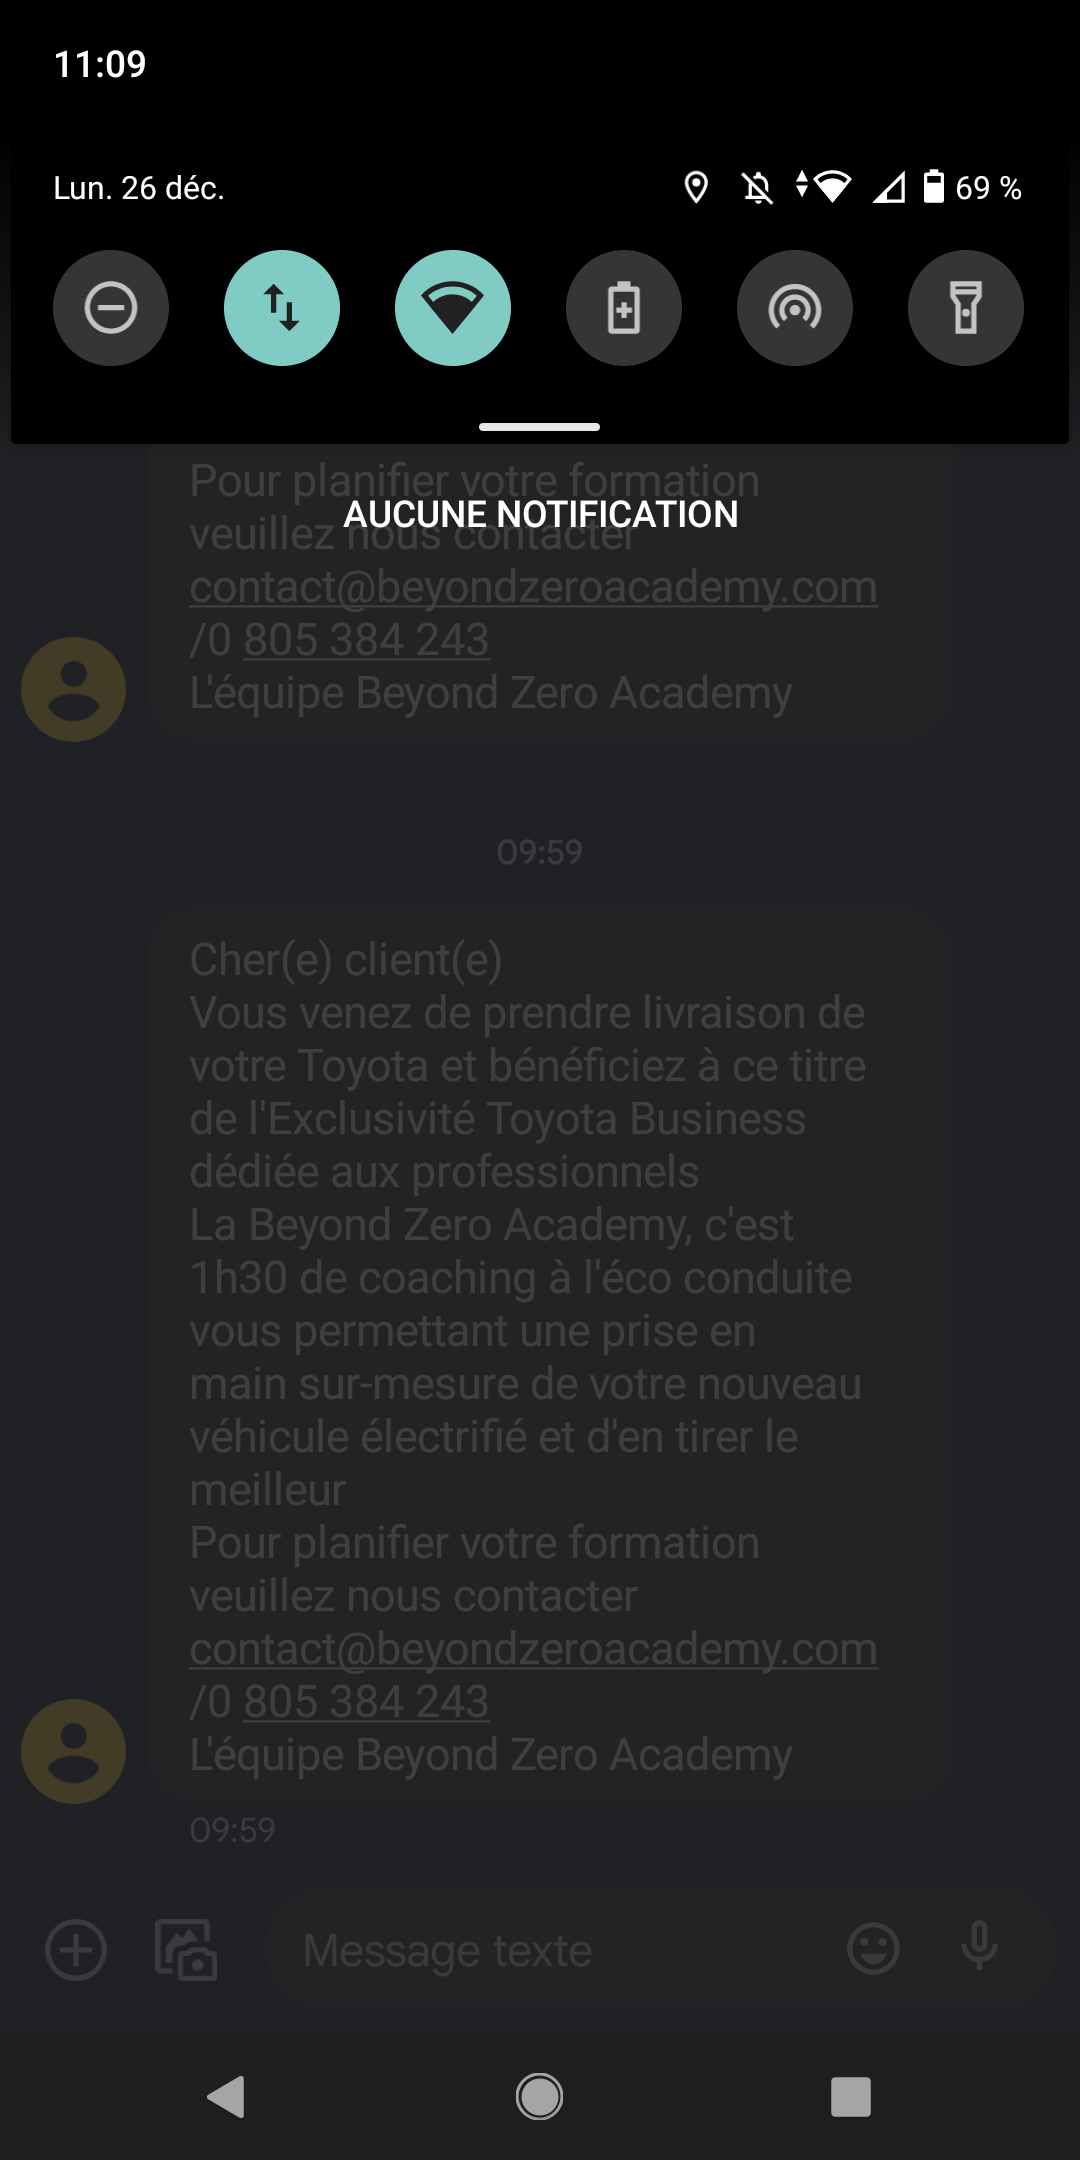 11:09
Lun. 26 déc.
69 %
Pour planifier votre formation
AUCUNE NOTIFICATION
veuillez nous contacter
contact@beyondzeroacademy.com
/0 805 384 243
L'équipe Beyond Zero Academy
09:59
Cher(e) client(e)
Vous venez de prendre livraison de
votre Toyota et bénéficiez à ce titre
de l'Exclusivité Toyota Business
dédiée aux professionnels
La Beyond Zero Academy, c'est
1h30 de coaching à l'éco conduite
vous permettant une prise en
main sur-mesure de votre nouveau
véhicule électrifié et d'en tirer le
meilleur
Pour planifier votre formation
veuillez nous contacter
contact@beyondzeroacademy.com
/0 805 384 243
L'équipe Beyond Zero Academy
09:59
Message texte